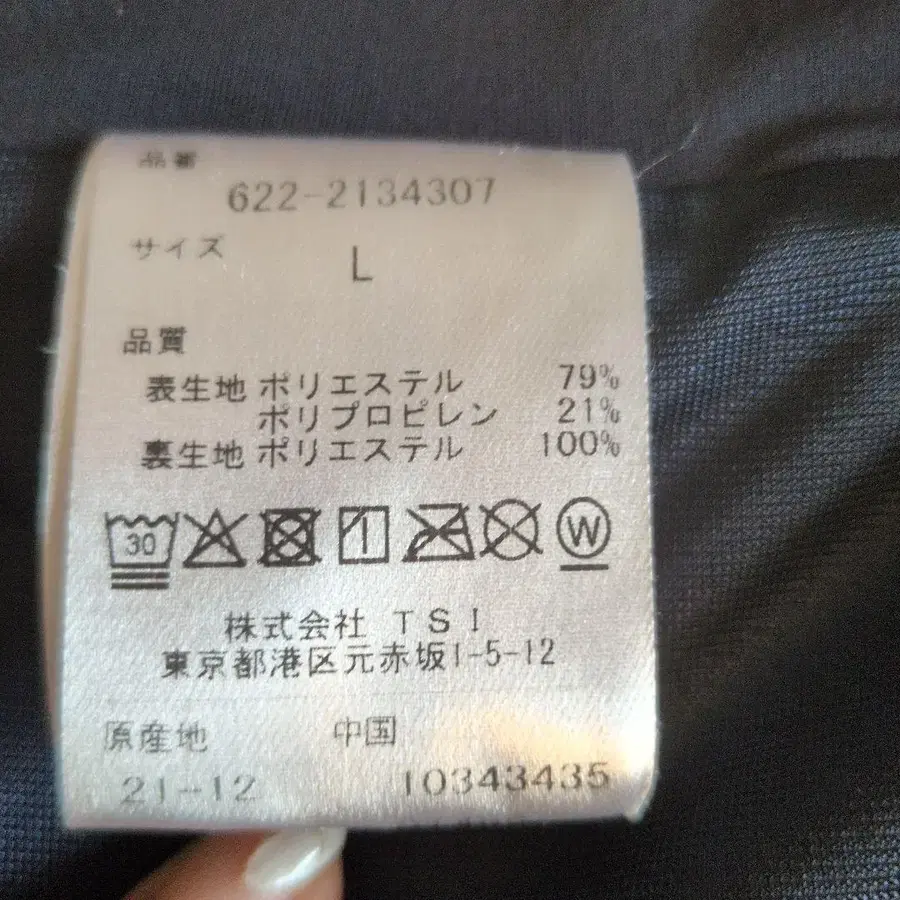 品番
622-2134307
サイズ
L
品質
表生地 ポリエステル 79%
ポリプロピレン 21%
裏生地 ポリエステル 100%
30
W
株式会社 TSI
東京都港区元赤坂1-5-12
原産地 中国
21-12 10343435